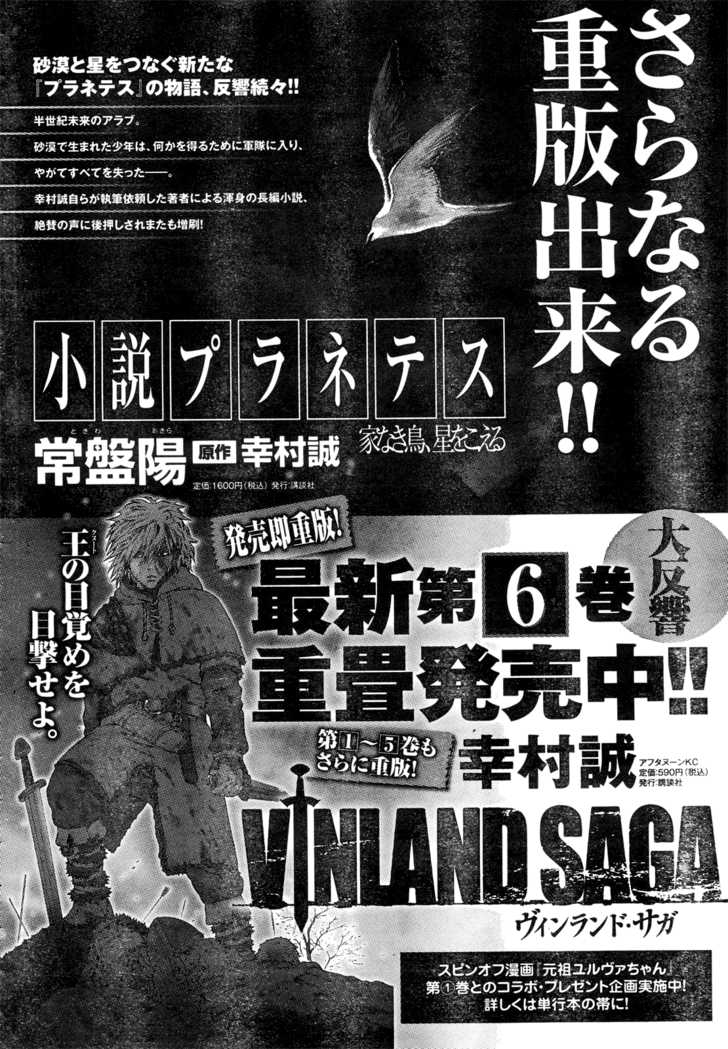 さらなる
重版出来!!
砂漠と星をつなぐ新たな
『プラネテス』の物語、反響続々!!
半世紀未来のアラブ。
砂漠で生まれた少年は、何かを得るために軍隊に入り、
やがてすべてを失った――。
幸村誠自らが執筆依頼した著者による渾身の長編小説、
絶賛の声に後押しされまたも増刷!
小説プラネテス
家なき鳥、星をこえる
ときわ おきら
常盤陽 原作 幸村誠
定価:1600円(税込) 発行:講談社
発売即重版!
大反響
最新第6巻
重畳発売中!!
第1～5巻も
さらに重版!
幸村誠
アフタヌーンKC
定価:590円(税込)
発行:講談社
クヌート
王の目覚めを
目撃せよ。
VINLAND SAGA
ヴィンランド・サガ
スピンオフ漫画『元祖ユルヴァちゃん』
第①巻とのコラボ・プレゼント企画実施中!
詳しくは単行本の帯に!